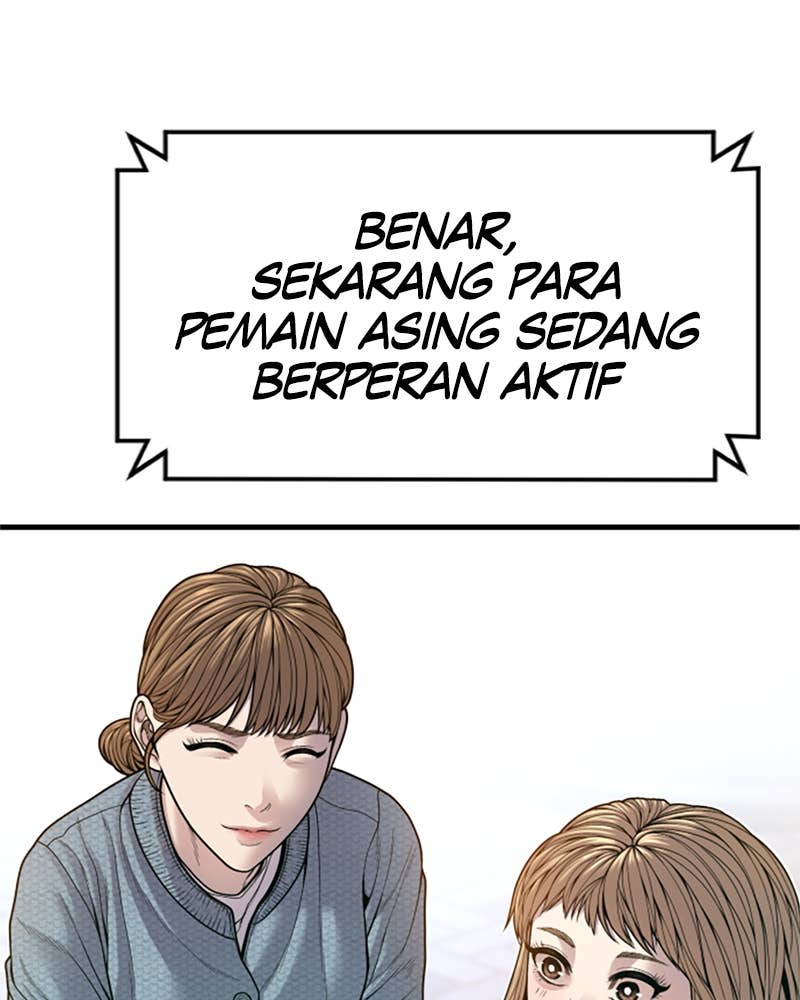 BENAR,
SEKARANG PARA
PEMAIN ASING SEDANG
BERPERAN AKTIF